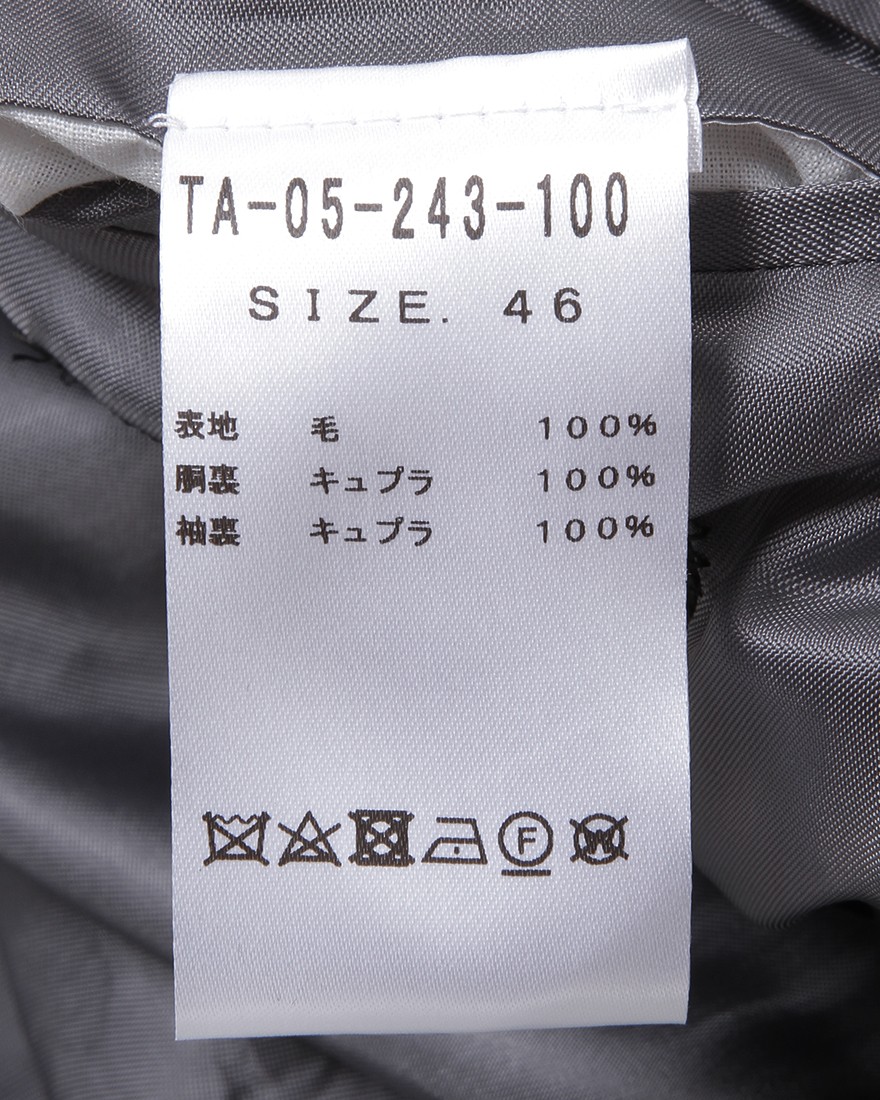 TA-05-243-100
SIZE. 46
表地 毛 100%
胴裏 キュプラ 100%
袖裏 キュプラ 100%
F W